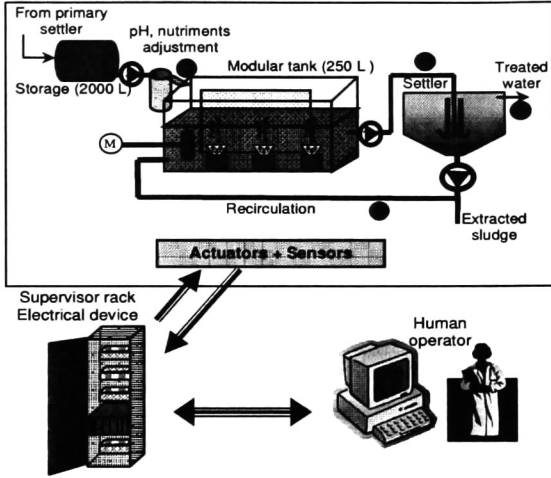 From primary
settler
pH, nutriments
adjustment
Modular tank (250 L )
Storage (2000 L)
Settler
Treated
water
M
Recirculation
Extracted
sludge
Actuators + Sensors
Supervisor rack
Electrical device
Human
operator